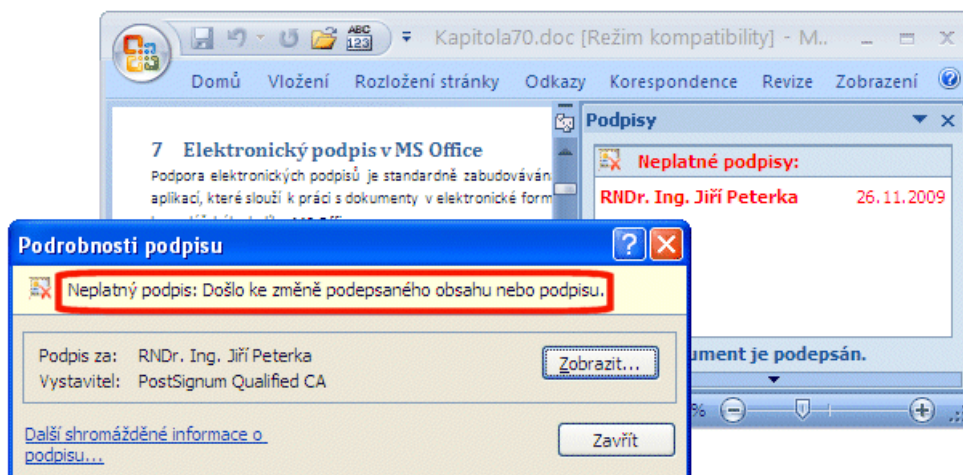 ABC
123
Kapitola70.doc [Režim kompatibility] - M..
Domů Vložení Rozložení stránky Odkazy Korespondence Revize Zobrazení
7 Elektronický podpis v MS Office
Podpora elektronických podpisů je standardně zabudován
aplikací, které slouží k práci s dokumenty v elektronické form
Podpisy
Neplatné podpisy:
RNDr. Ing. Jiří Peterka 26.11.2009
ument je podepsán.
%
Podrobnosti podpisu
Neplatný podpis: Došlo ke změně podepsaného obsahu nebo podpisu.
Podpis za: RNDr. Ing. Jiří Peterka
Zobrazit...
Vystavitel: PostSignum Qualified CA
Další shromážděné informace o
podpisu...
Zavřít